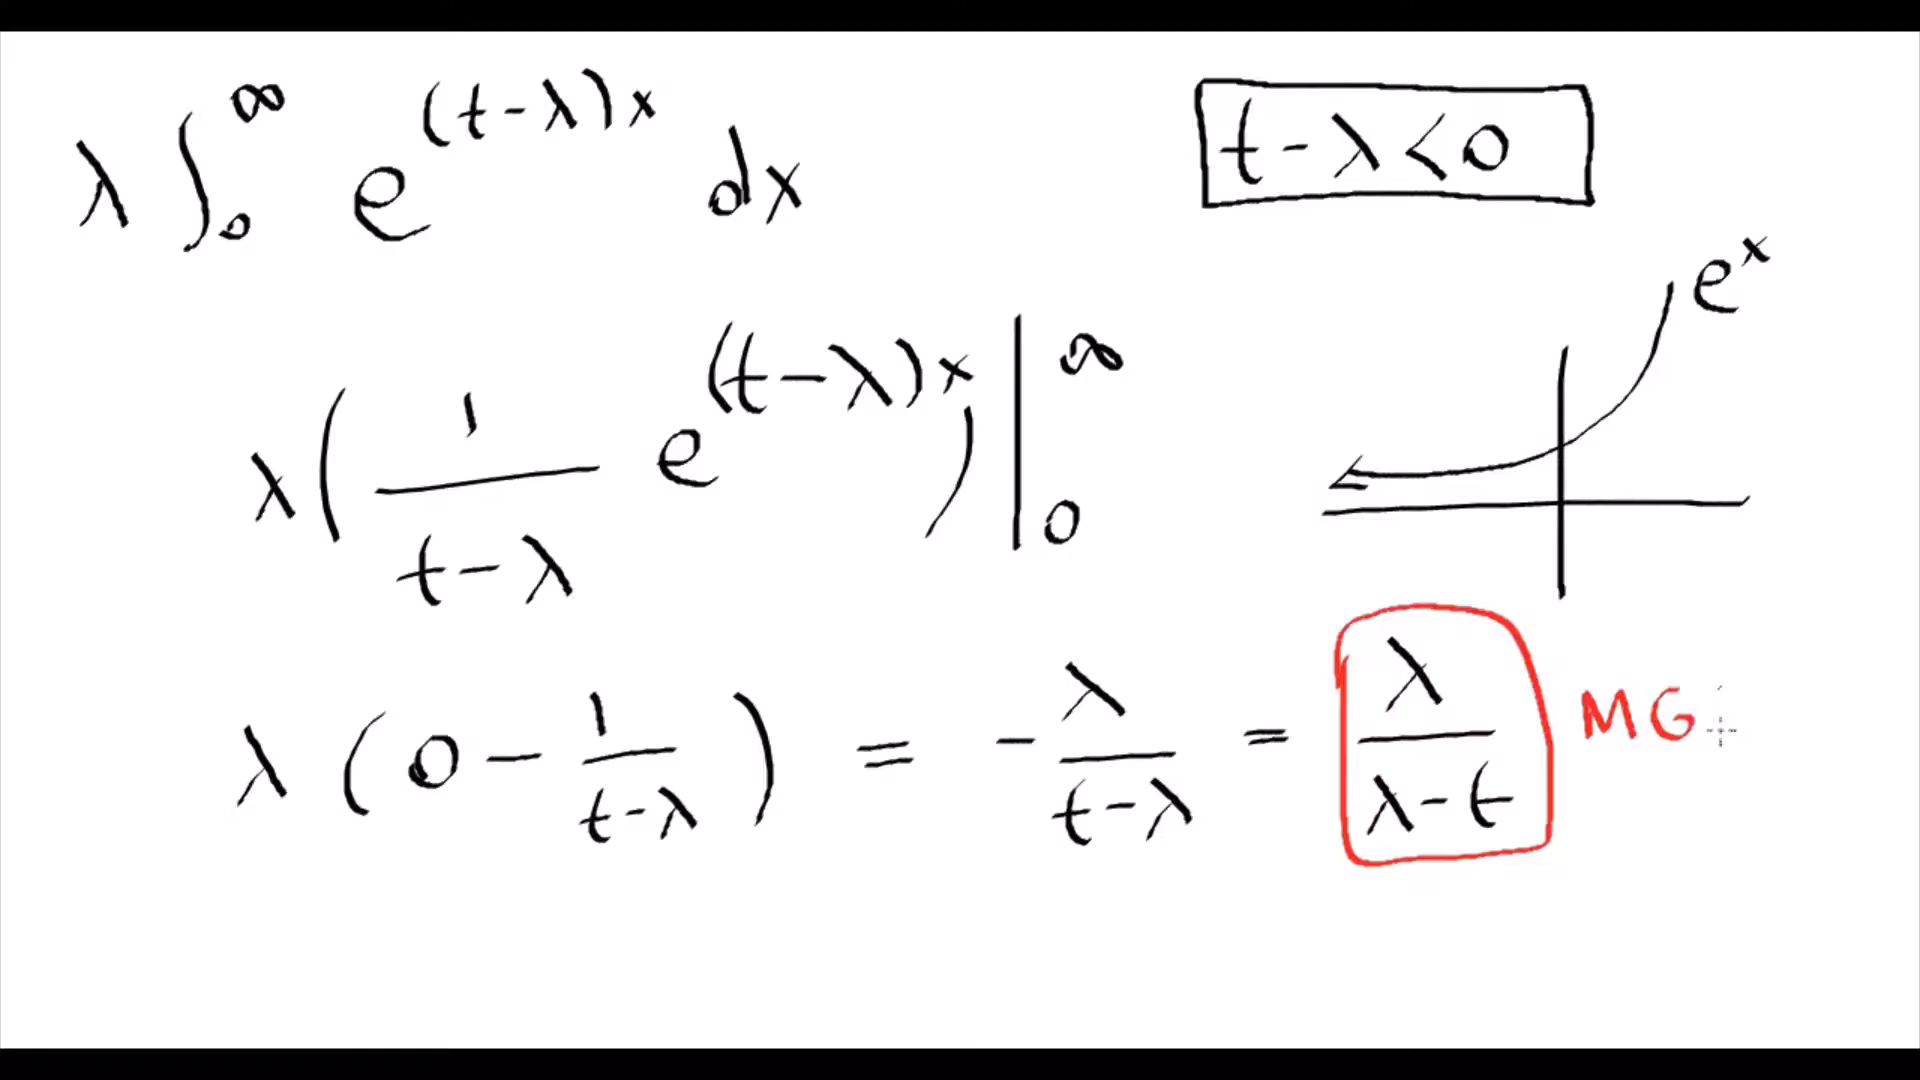 λ ∫₀^∞ e^{(t-λ)x} dx
t-λ<0
e^x
λ ( 1/(t-λ) e^{(t-λ)x} ) |₀^∞
λ ( 0 - 1/(t-λ) ) = - λ/(t-λ) = λ/(λ-t) MG